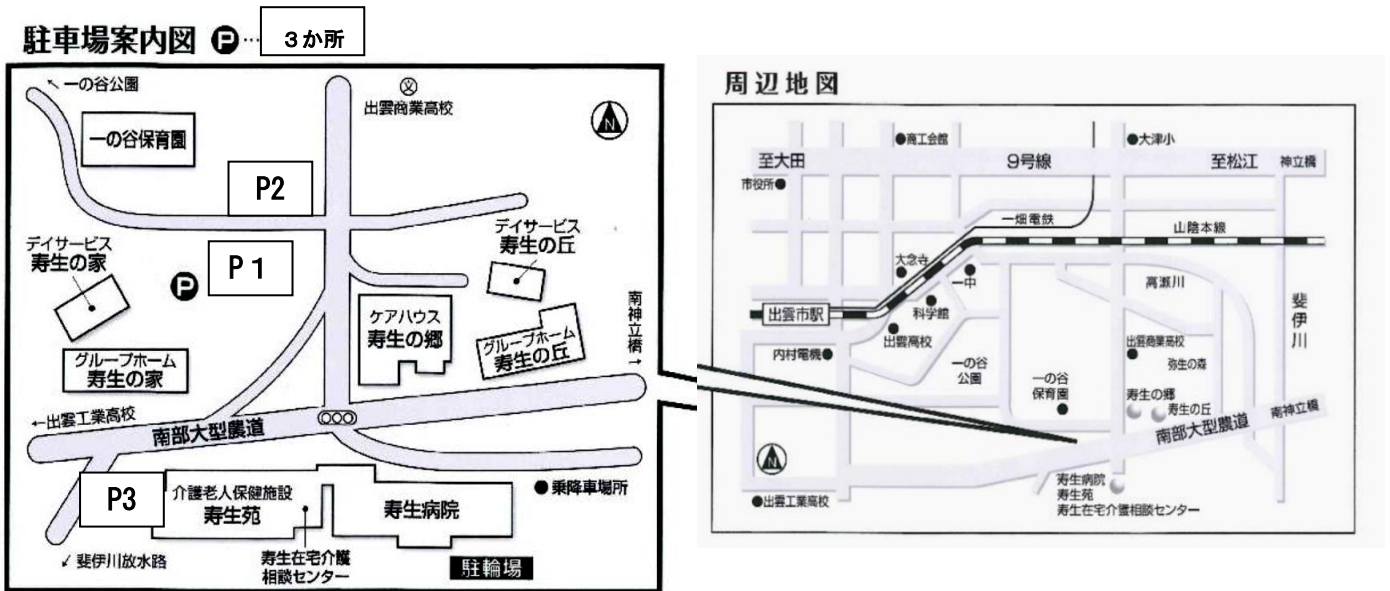 駐車場案内図 P… 3か所
一の谷公園
文
出雲商業高校
一の谷保育園
N
P2
デイサービス
寿生の家
P1
P
デイサービス
寿生の丘
ケアハウス
寿生の郷
グループホーム
寿生の丘
南神立橋→
グループホーム
寿生の家
←出雲工業高校
南部大型農道
P3
介護老人保健施設
寿生苑
寿生病院
●乗降車場所
↙斐伊川放水路
寿生在宅介護
相談センター
駐輪場
周辺地図
●商工会館
●大津小
至大田
9号線
至松江
神立橋
市役所●
一畑電鉄
山陰本線
大念寺
一中
高瀬川
斐伊川
出雲市駅
科学館
出雲高校
内村電機●
一の谷
公園
一の谷
保育園
出雲商業高校
弥生の森
寿生の郷
寿生の丘
南神立橋
南部大型農道
N
●出雲工業高校
寿生病院
寿生苑
寿生在宅介護相談センター